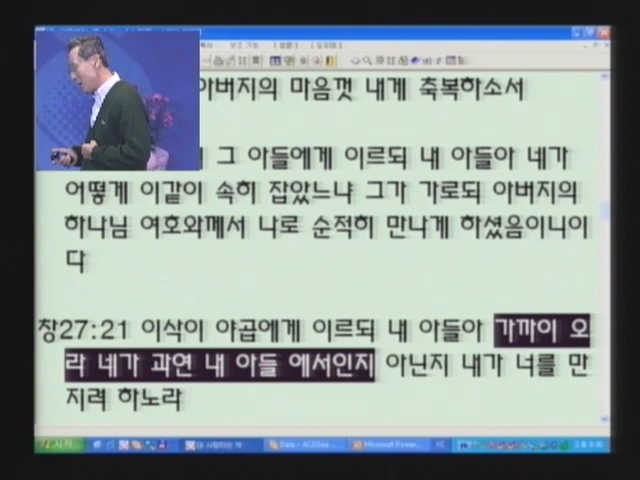 아버지의 마음껏 내게 축복하소서
그 아들에게 이르되 내 아들아 네가
어떻게 이같이 속히 잡았느냐 그가 가로되 아버지의
하나님 여호와께서 나로 순적히 만나게 하셨음이니이
다
창27:21 이삭이 야곱에게 이르되 내 아들아 가까이 오
라 네가 과연 내 아들 에서인지 아닌지 내가 너를 만
지려 하노라
시작